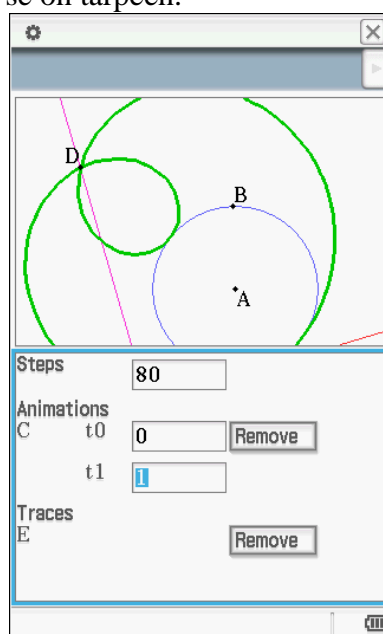 se on tarpeen.
D
B
A
Steps 80
Animations
C t0 0 Remove
t1 1
Traces
E Remove